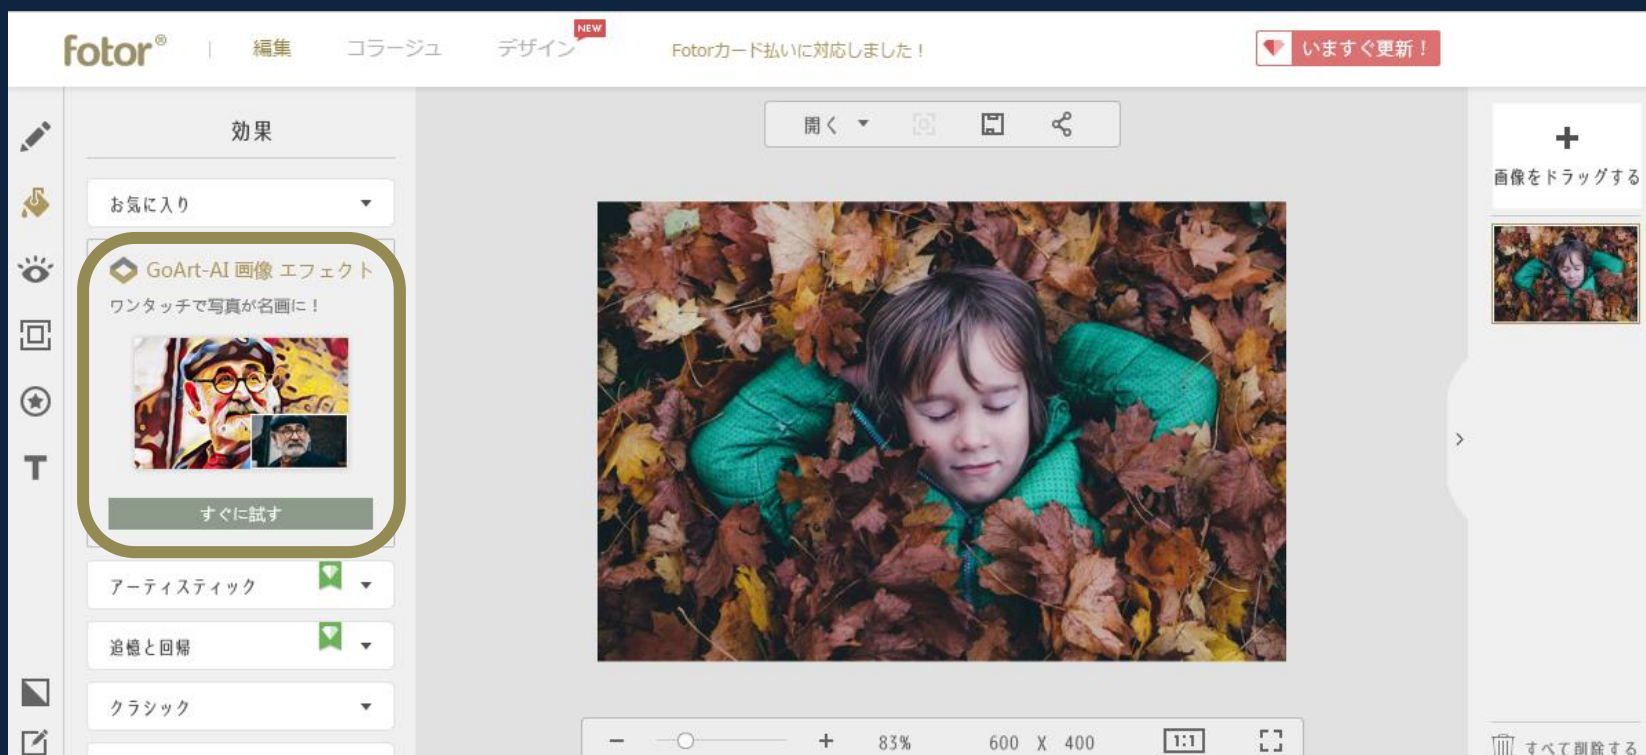 fotor®
編集
コラージュ
デザイン
NEW
Fotorカード払いに対応しました！
いますぐ更新！
効果
開く
画像をドラッグする
お気に入り
GoArt-AI 画像 エフェクト
ワンタッチで写真が名画に！
すぐに試す
T
アーティスティック
追憶と回帰
クラシック
83%
600 X 400
1:1
すべて削除する